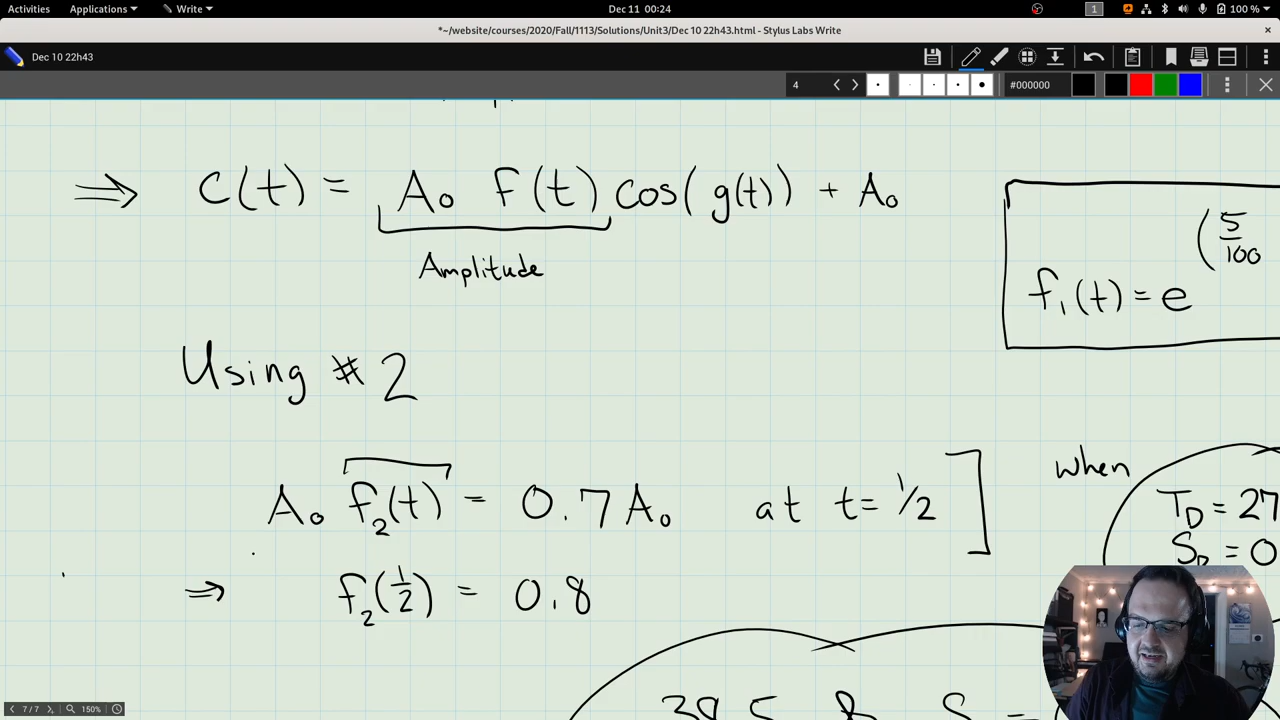 Activities Applications Write Dec 11 00:24 1 100 %
*~/website/courses/2020/Fall/1113/Solutions/Unit3/Dec 10 22h43.html - Stylus Labs Write
Dec 10 22h43
4 #000000
⇒ C(t) = A₀ f(t) cos(g(t)) + A₀
Amplitude
(5/100
f₁(t) = e
Using #2
A₀ f₂(t) = 0.7 A₀ at t = 1/2
when
T_D = 27
S_D = 0
⇒ f₂(1/2) = 0.8
7 / 7 150%